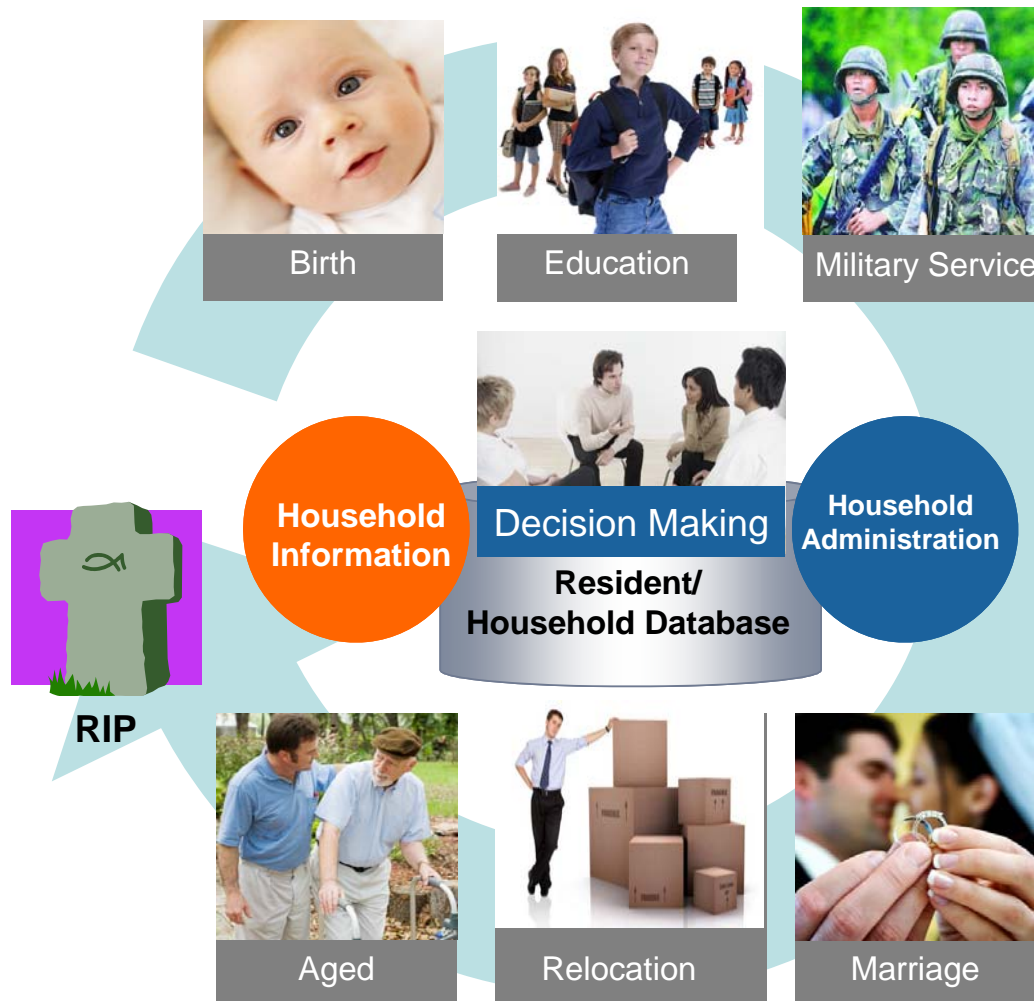 Birth
Education
Military Service
Household
Information
Decision Making
Resident/
Household Database
Household
Administration
RIP
Aged
Relocation
Marriage